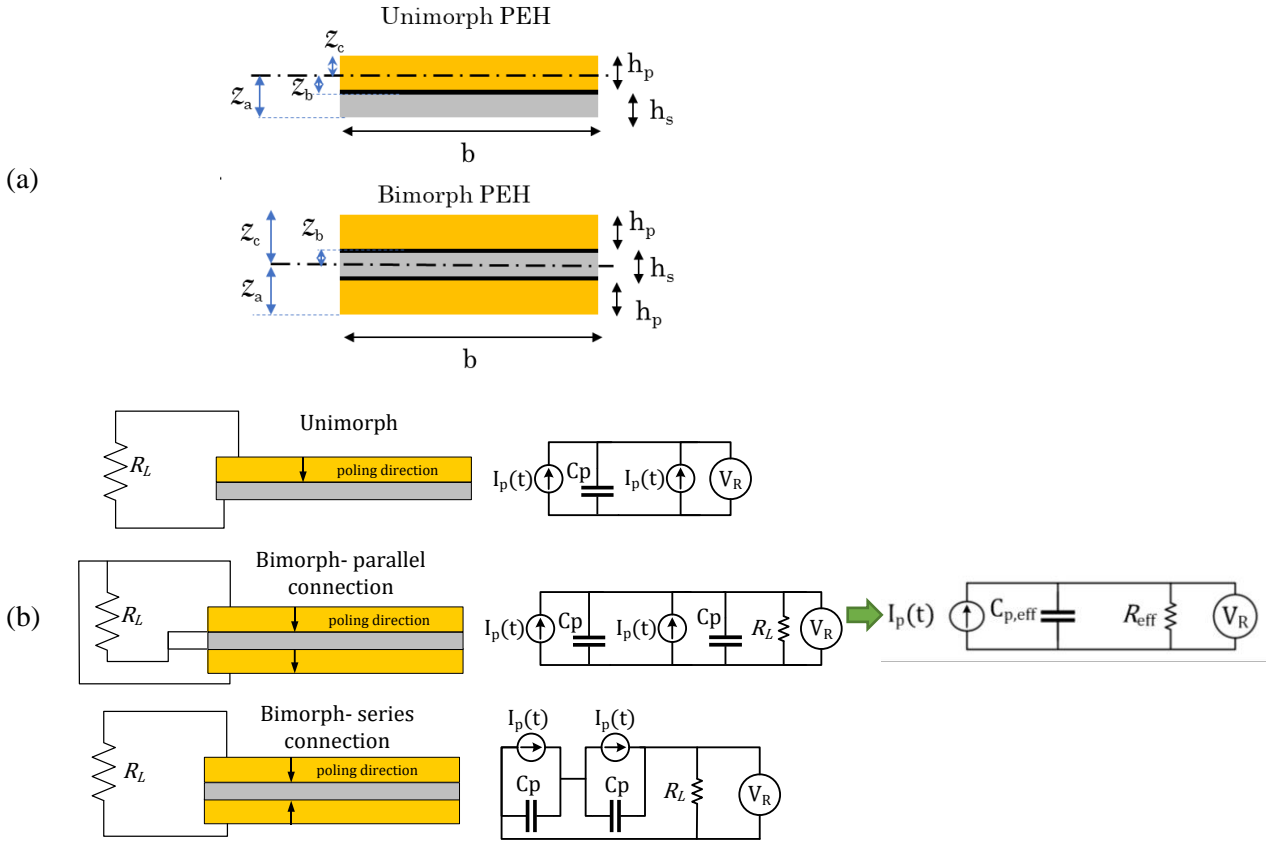 Unimorph PEH
z_c
z_a
z_b
h_p
h_s
b
(a)
Bimorph PEH
z_c
z_b
z_a
h_p
h_s
h_p
b
(b)
Unimorph
R_L
poling direction
I_p(t)
Cp
I_p(t)
V_R
Bimorph- parallel
connection
R_L
poling direction
I_p(t)
Cp
I_p(t)
Cp
R_L
V_R
I_p(t)
C_p,eff
R_eff
V_R
Bimorph- series
connection
R_L
poling direction
I_p(t)
I_p(t)
Cp
Cp
R_L
V_R